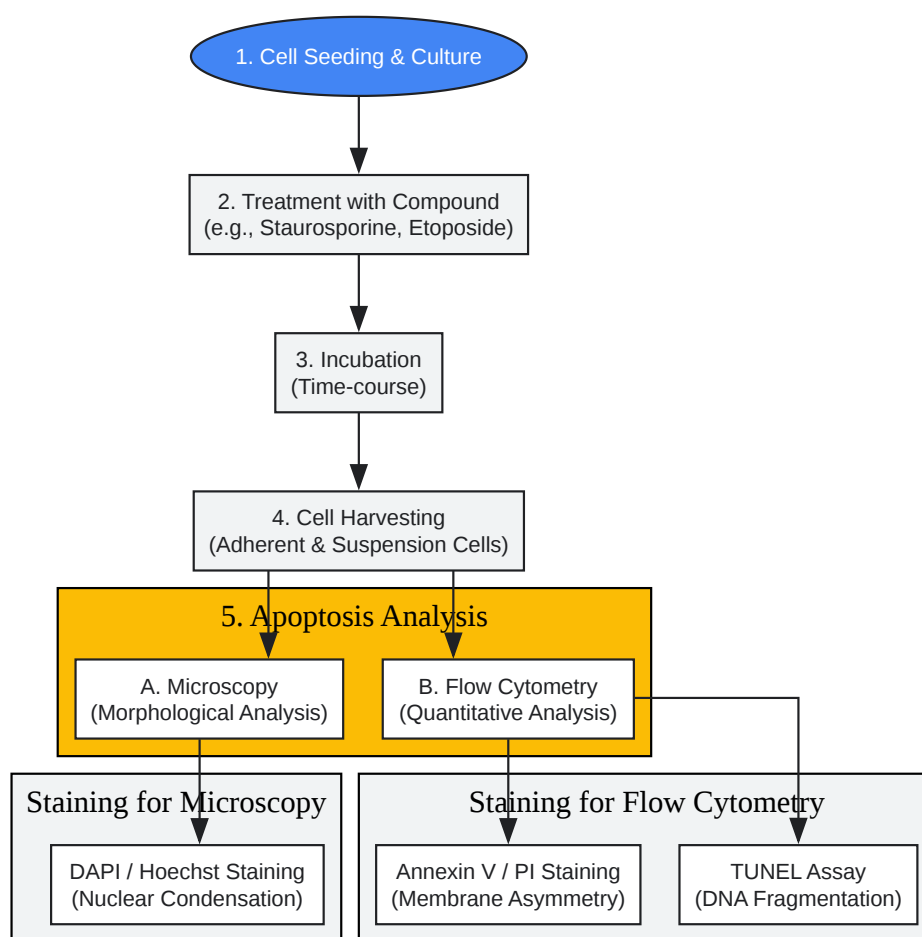 1. Cell Seeding & Culture
2. Treatment with Compound
(e.g., Staurosporine, Etoposide)
3. Incubation
(Time-course)
4. Cell Harvesting
(Adherent & Suspension Cells)
5. Apoptosis Analysis
A. Microscopy
(Morphological Analysis)
B. Flow Cytometry
(Quantitative Analysis)
Staining for Microscopy
DAPI / Hoechst Staining
(Nuclear Condensation)
Staining for Flow Cytometry
Annexin V / PI Staining
(Membrane Asymmetry)
TUNEL Assay
(DNA Fragmentation)